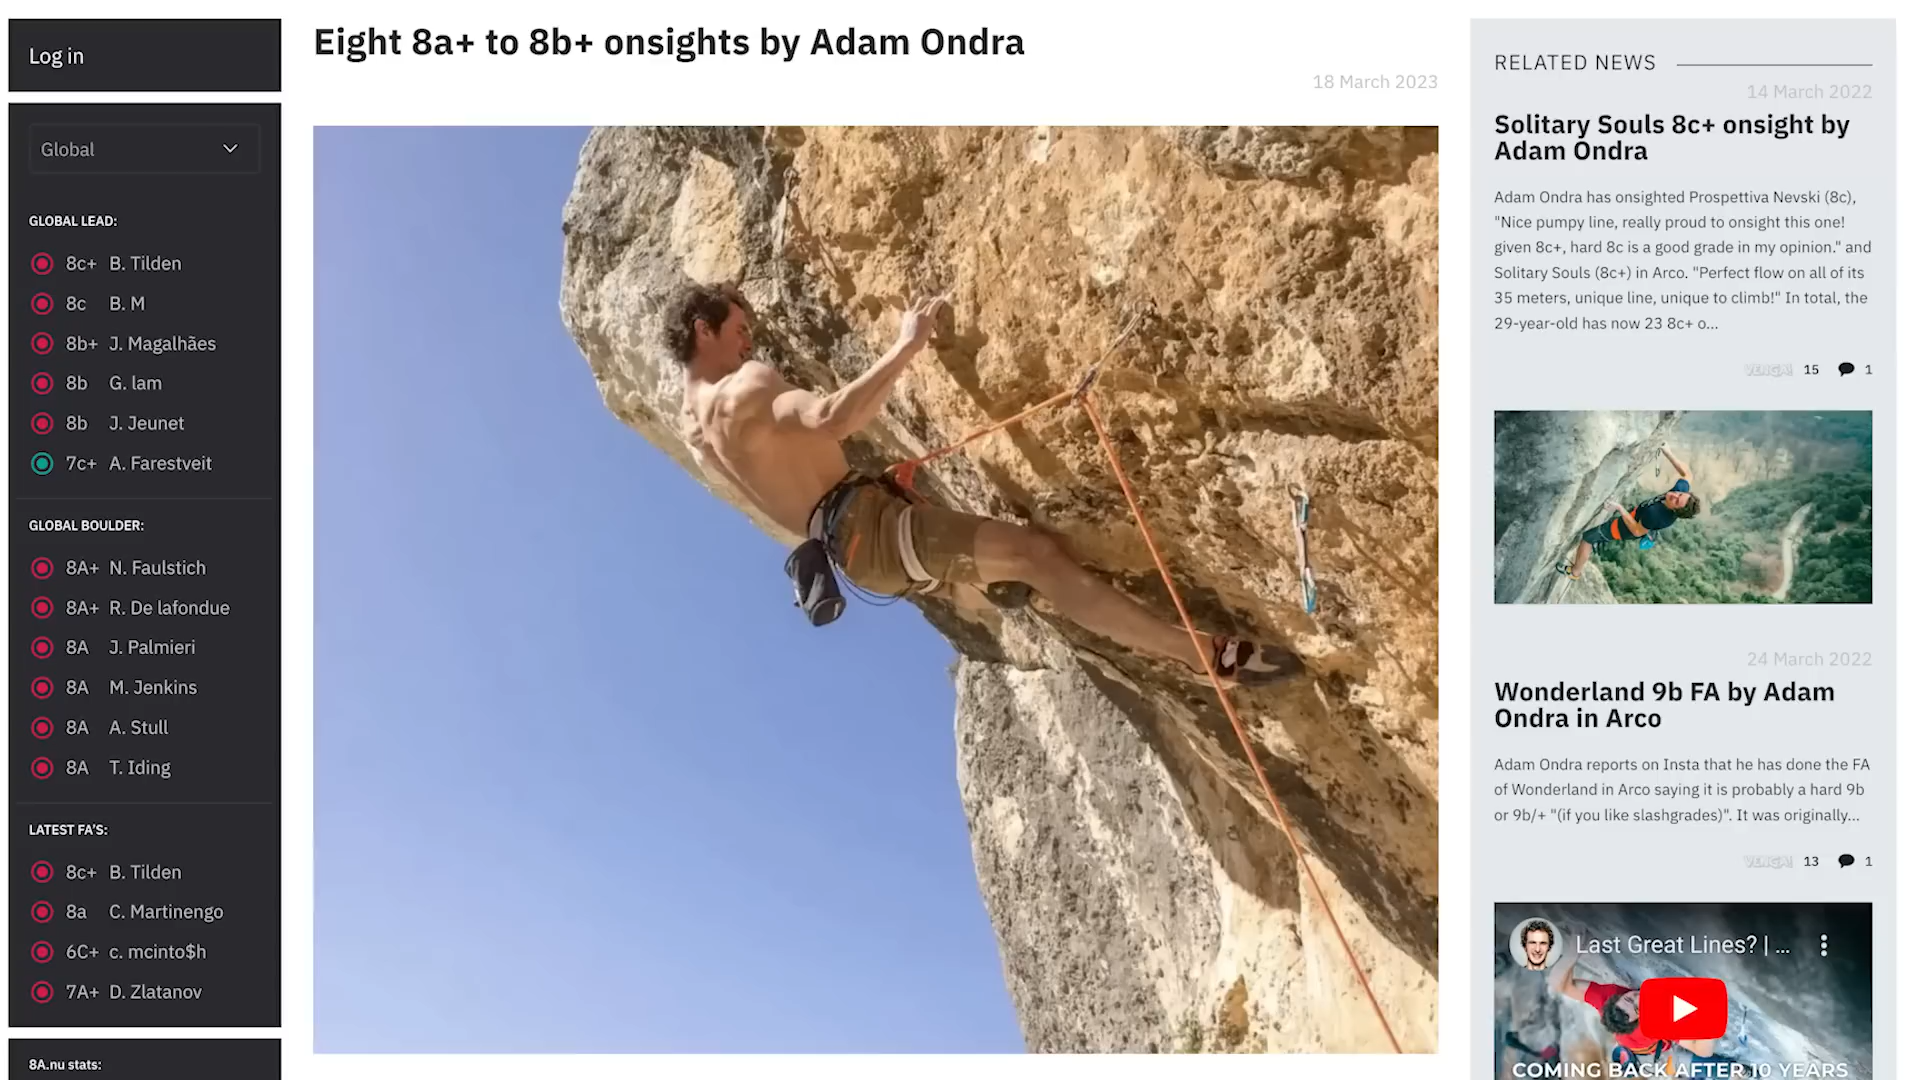 Log in
Global
GLOBAL LEAD:
8c+ B. Tilden
8c B. M
8b+ J. Magalhães
8b G. lam
8b J. Jeunet
7c+ A. Farestveit
GLOBAL BOULDER:
8A+ N. Faulstich
8A+ R. De lafondue
8A J. Palmieri
8A M. Jenkins
8A A. Stull
8A T. Iding
LATEST FA'S:
8c+ B. Tilden
8a C. Martinengo
6C+ c. mcinto$h
7A+ D. Zlatanov
8A.nu stats:
Eight 8a+ to 8b+ onsights by Adam Ondra
18 March 2023
RELATED NEWS
14 March 2022
Solitary Souls 8c+ onsight by
Adam Ondra
Adam Ondra has onsighted Prospettiva Nevski (8c),
"Nice pumpy line, really proud to onsight this one!
given 8c+, hard 8c is a good grade in my opinion." and
Solitary Souls (8c+) in Arco. "Perfect flow on all of its
35 meters, unique line, unique to climb!" In total, the
29-year-old has now 23 8c+ o...
VENGA! 15 1
24 March 2022
Wonderland 9b FA by Adam
Ondra in Arco
Adam Ondra reports on Insta that he has done the FA
of Wonderland in Arco saying it is probably a hard 9b
or 9b/+ "(if you like slashgrades)". It was originally...
VENGA! 13 1
Last Great Lines? | ...
COMING BACK AFTER 10 YEARS